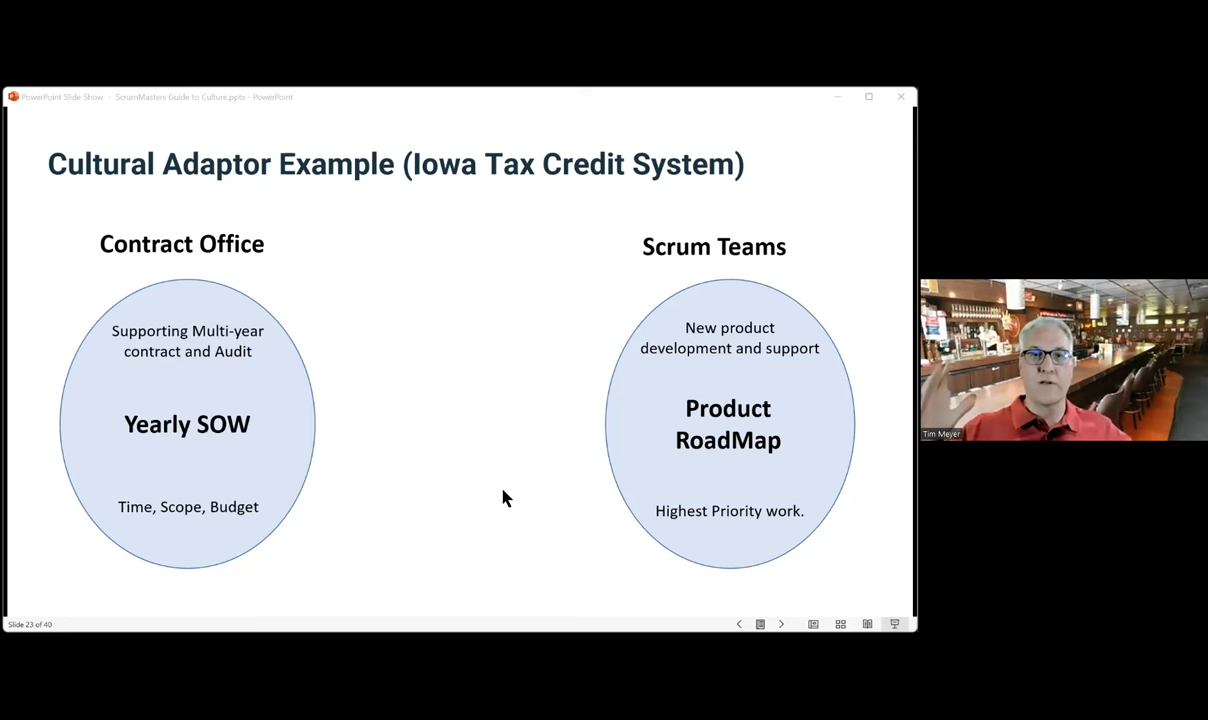 PowerPoint Slide Show - ScrumMasters Guide to Culture.ppts - PowerPoint
Cultural Adaptor Example (Iowa Tax Credit System)
Contract Office
Supporting Multi-year
contract and Audit
Yearly SOW
Time, Scope, Budget
Scrum Teams
New product
development and support
Product
RoadMap
Highest Priority work.
Tim Meyer
Slide 23 of 40